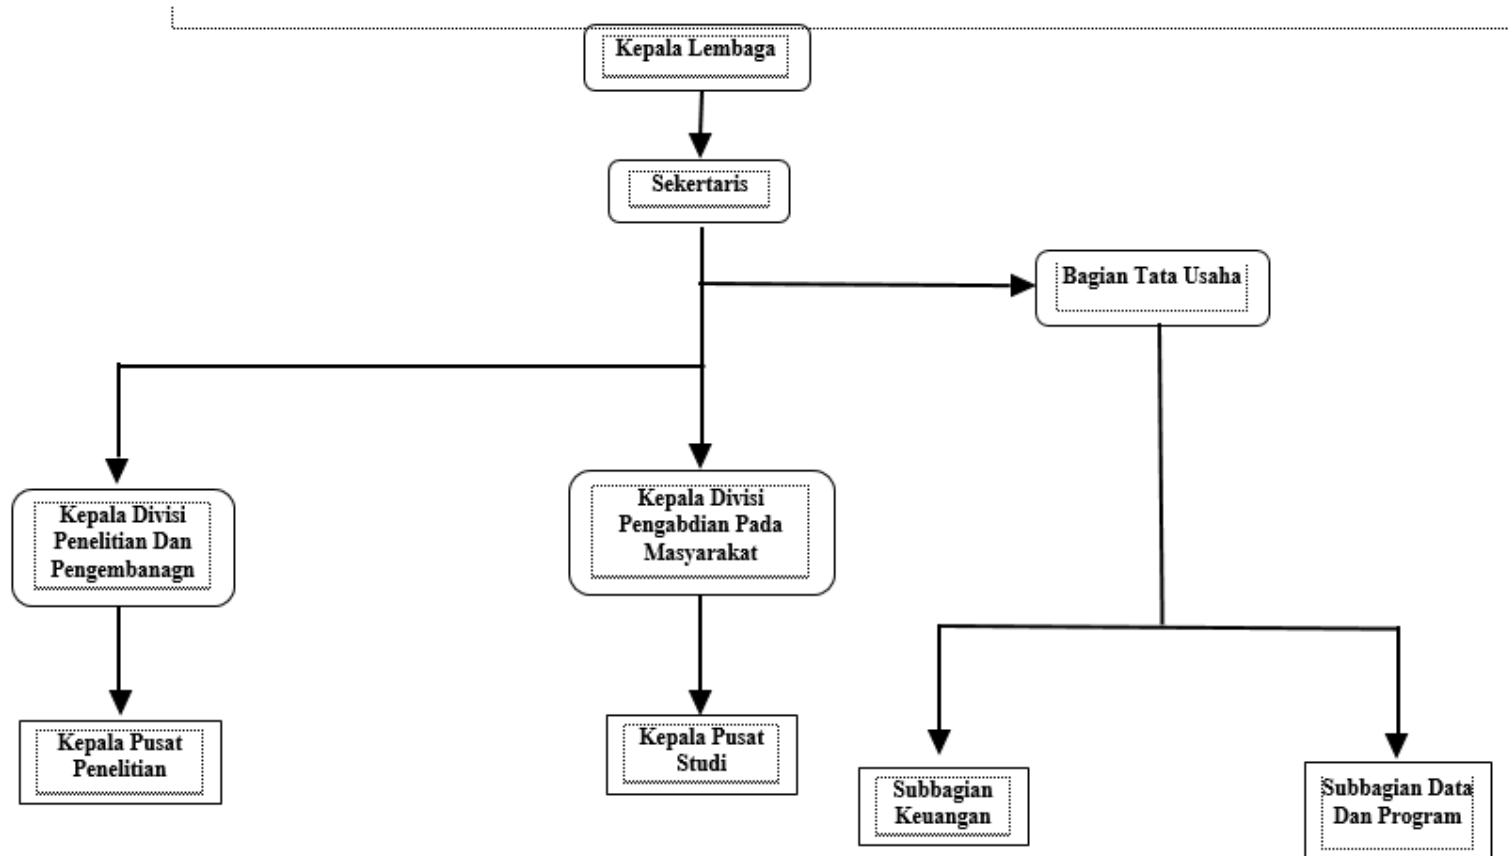 Kepala Lembaga
Sekertaris
Bagian Tata Usaha
Kepala Divisi
Penelitian Dan
Pengembanagn
Kepala Divisi
Pengabdian Pada
Masyarakat
Kepala Pusat
Penelitian
Kepala Pusat
Studi
Subbagian
Keuangan
Subbagian Data
Dan Program